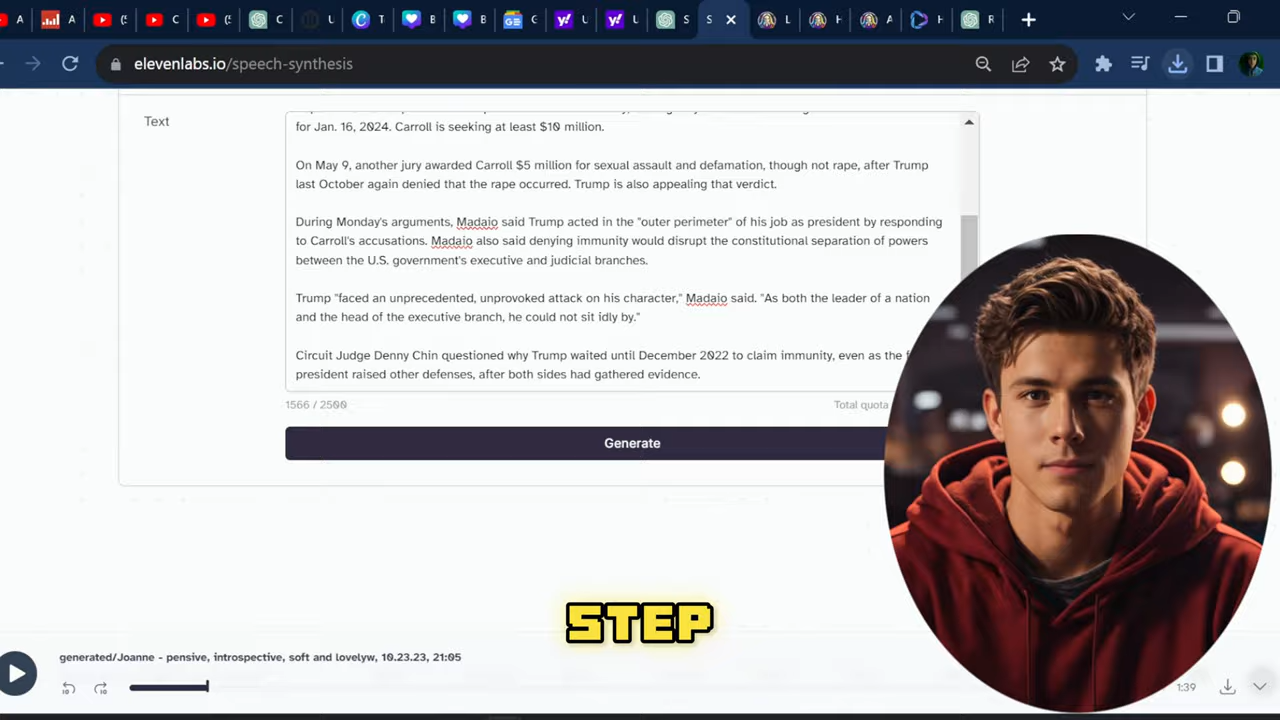 A
A
(5
C
(5
C
U
T
B
B
G
U
U
S
S
L
H
A
H
R
elevenlabs.io/speech-synthesis
Text
for Jan. 16, 2024. Carroll is seeking at least $10 million.
On May 9, another jury awarded Carroll $5 million for sexual assault and defamation, though not rape, after Trump
last October again denied that the rape occurred. Trump is also appealing that verdict.
During Monday's arguments, Madaio said Trump acted in the "outer perimeter" of his job as president by responding
to Carroll's accusations. Madaio also said denying immunity would disrupt the constitutional separation of powers
between the U.S. government's executive and judicial branches.
Trump "faced an unprecedented, unprovoked attack on his character," Madaio said. "As both the leader of a nation
and the head of the executive branch, he could not sit idly by."
Circuit Judge Denny Chin questioned why Trump waited until December 2022 to claim immunity, even as the
president raised other defenses, after both sides had gathered evidence.
1566 / 2500
Total quota
Generate
STEP
generated/Joanne - pensive, introspective, soft and lovelyw, 10.23.23, 21:05
10
10
1:39